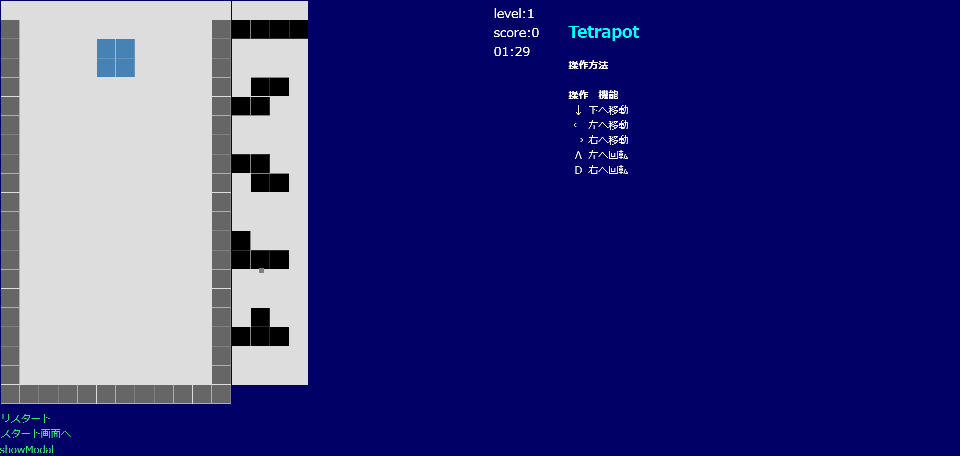 level:1
score:0
01:29
Tetrapot
操作方法
操作 機能
↓ 下へ移動
← 左へ移動
→ 右へ移動
A 左へ回転
D 右へ回転
リスタート
スタート画面へ
showModal